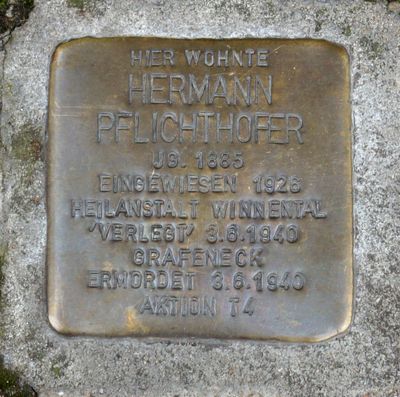 HIER WOHNTE
HERMANN
PFLICHTHOFER
JG. 1885
EINGEWIESEN 1926
HEILANSTALT WINNENTAL
'VERLEGT' 3.6.1940
GRAFENECK
ERMORDET 3.6.1940
AKTION T4